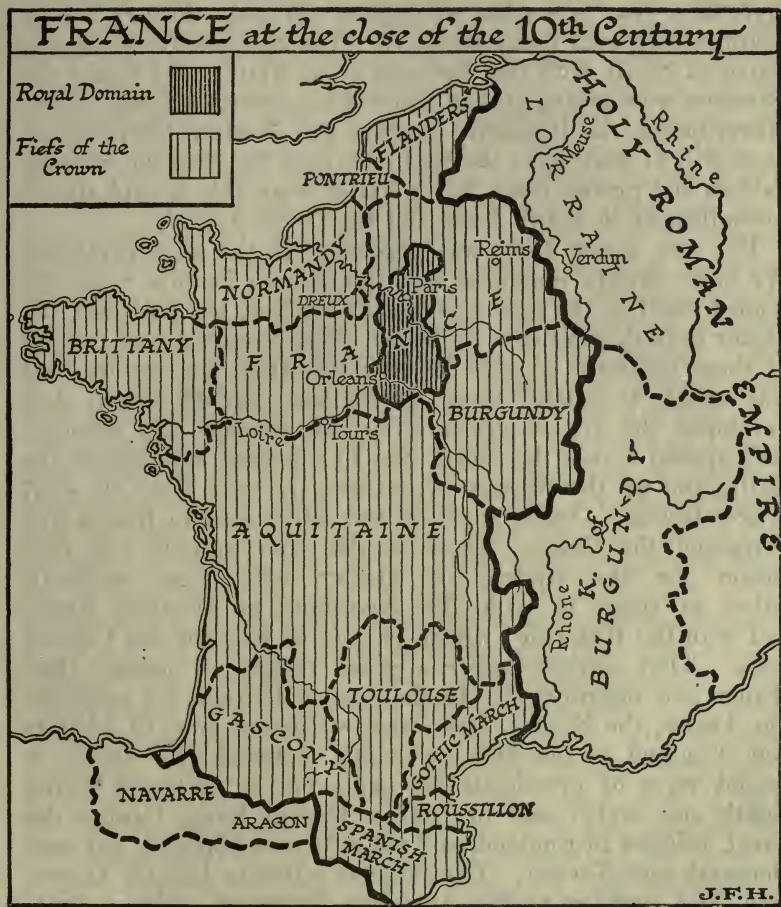 FRANCE at the close of the 10th Century
Royal Domain
Fiefs of the
Crown
HOLY ROMAN
EMPIRE
LORRAINE
Rhine
R. Meuse
FLANDERS
PONTRIEU
Reims
Verdun
NORMANDY
Paris
DREUX
BRITTANY
FRANCE
Orleans
BURGUNDY
Loire
Tours
AQUITAINE
K. of
BURGUNDY
Rhone
TOULOUSE
GASCONY
GOTHIC MARCH
NAVARRE
ROUSSILLON
ARAGON
SPANISH
MARCH
J.F.H.